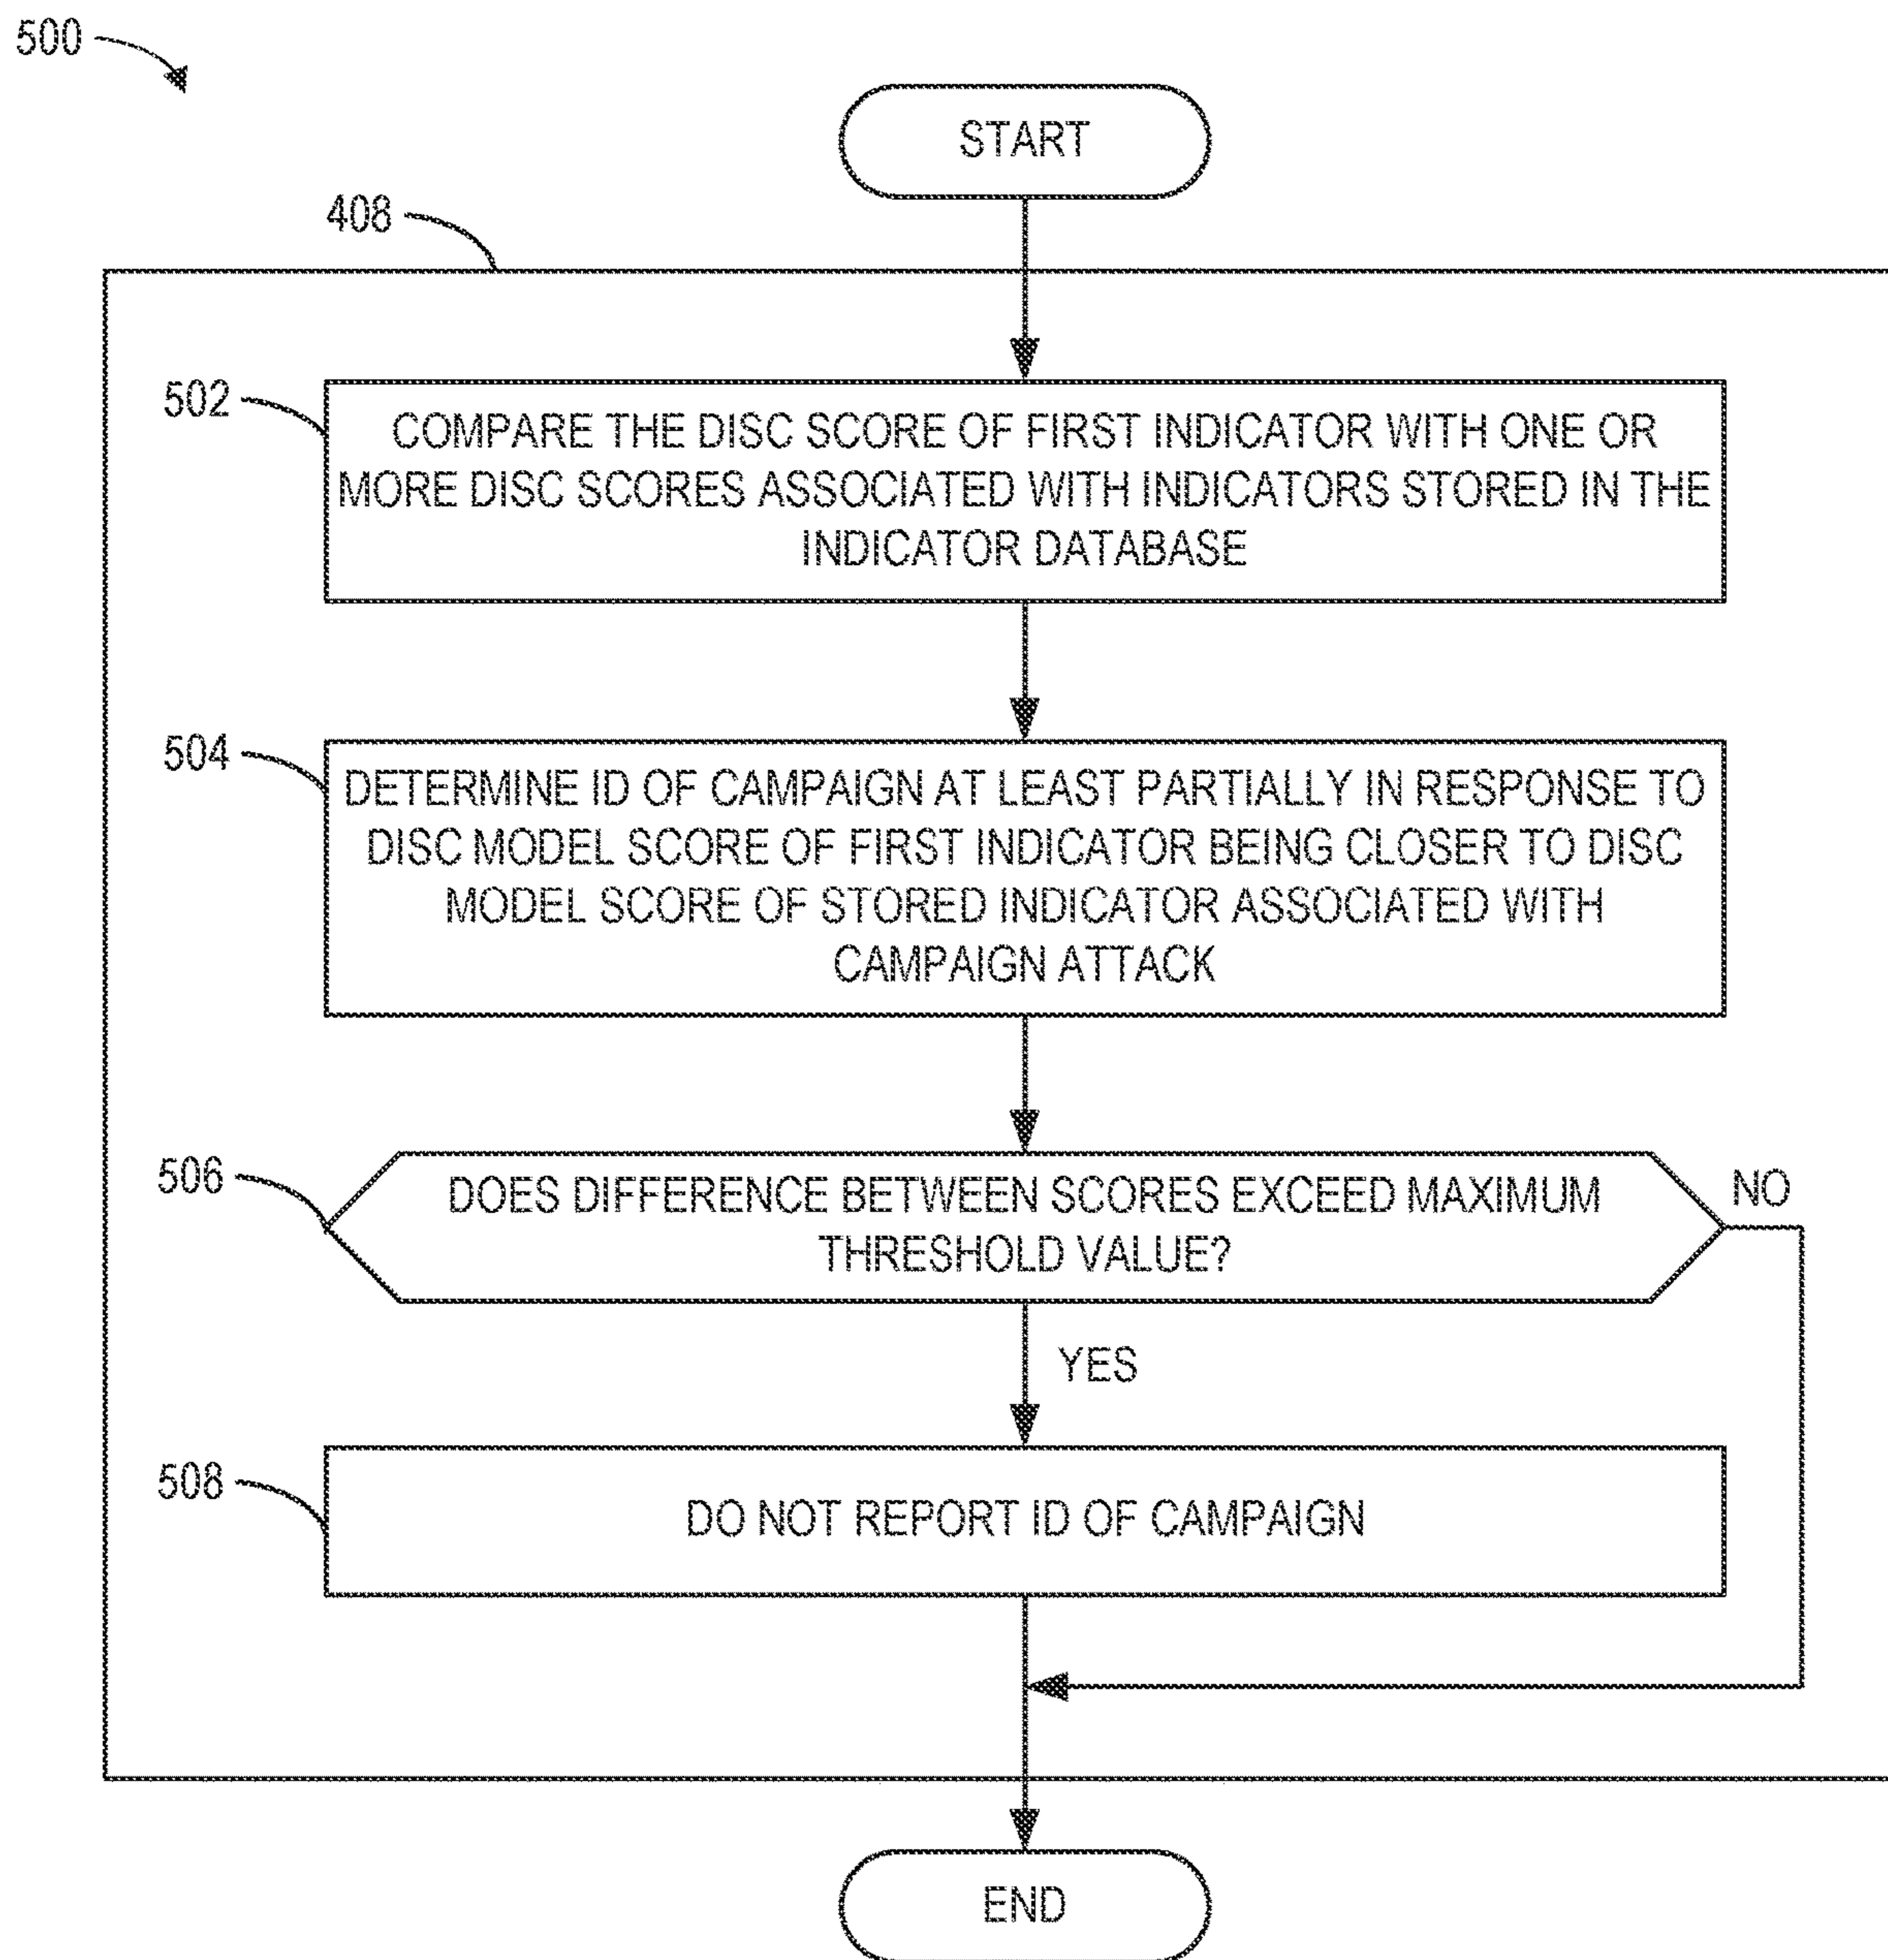 500
START
408
502
COMPARE THE DISC SCORE OF FIRST INDICATOR WITH ONE OR
MORE DISC SCORES ASSOCIATED WITH INDICATORS STORED IN THE
INDICATOR DATABASE
504
DETERMINE ID OF CAMPAIGN AT LEAST PARTIALLY IN RESPONSE TO
DISC MODEL SCORE OF FIRST INDICATOR BEING CLOSER TO DISC
MODEL SCORE OF STORED INDICATOR ASSOCIATED WITH
CAMPAIGN ATTACK
506
DOES DIFFERENCE BETWEEN SCORES EXCEED MAXIMUM
THRESHOLD VALUE?
NO
YES
508
DO NOT REPORT ID OF CAMPAIGN
END